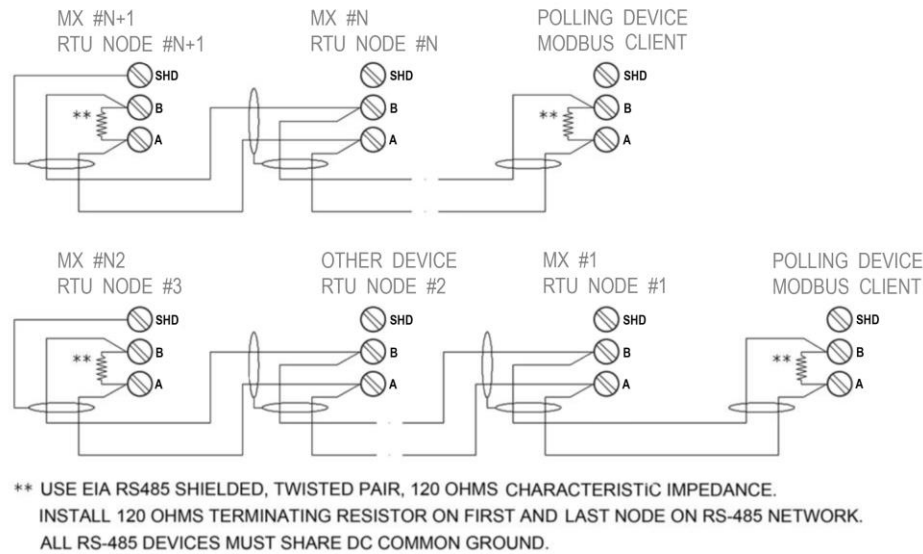 MX #N+1 MX #N POLLING DEVICE
RTU NODE #N+1 RTU NODE #N MODBUS CLIENT
SHD SHD SHD
** B B ** B
A A A
MX #N2 OTHER DEVICE MX #1 POLLING DEVICE
RTU NODE #3 RTU NODE #2 RTU NODE #1 MODBUS CLIENT
SHD SHD SHD SHD
** B B B ** B
A A A A
** USE EIA RS485 SHIELDED, TWISTED PAIR, 120 OHMS CHARACTERISTiC IMPEDANCE.
INSTALL 120 OHMS TERMINATING RESISTOR ON FIRST AND LAST NODE ON RS-485 NETWORK.
ALL RS-485 DEVICES MUST SHARE DC COMMON GROUND.